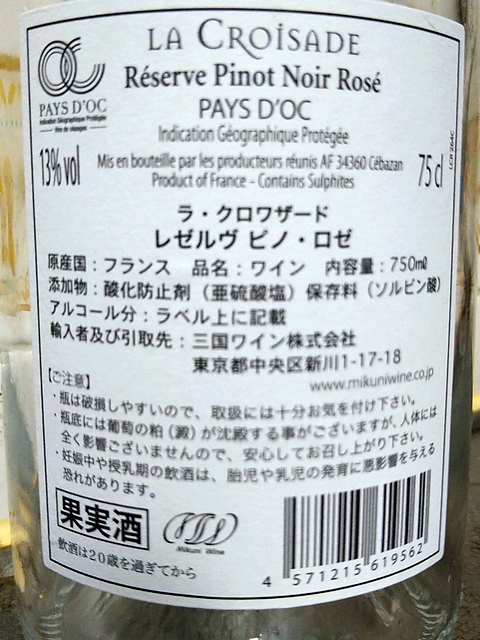 LA CROISADE
Réserve Pinot Noir Rosé
PAYS D'OC
Indication Géographique Protégée
PAYS D'OC
Indication Géographique Protégée
Vins de cépages
13% vol
Mis en bouteille par les producteurs réunis AF 34360 Cébazan
Product of France - Contains Sulphites
75 cl
LCR 264C
ラ・クロワザード
レゼルヴ ピノ・ロゼ
原産国：フランス 品名：ワイン 内容量：750㎖
添加物：酸化防止剤（亜硫酸塩）保存料（ソルビン酸）
アルコール分：ラベル上に記載
輸入者及び引取先：三国ワイン株式会社
東京都中央区新川1-17-18
www.mikuniwine.co.jp
【ご注意】
・瓶は破損しやすいので、取扱には十分お気を付け下さい。
・瓶底には葡萄の粕（澱）が沈殿する事がございますが、人体には
全く影響ございませんので、安心してお召し上がり下さい。
・妊娠中や授乳期の飲酒は、胎児や乳児の発育に悪影響を与える
恐れがあります。
果実酒
Mikuni Wine
飲酒は20歳を過ぎてから
4 571215 619562